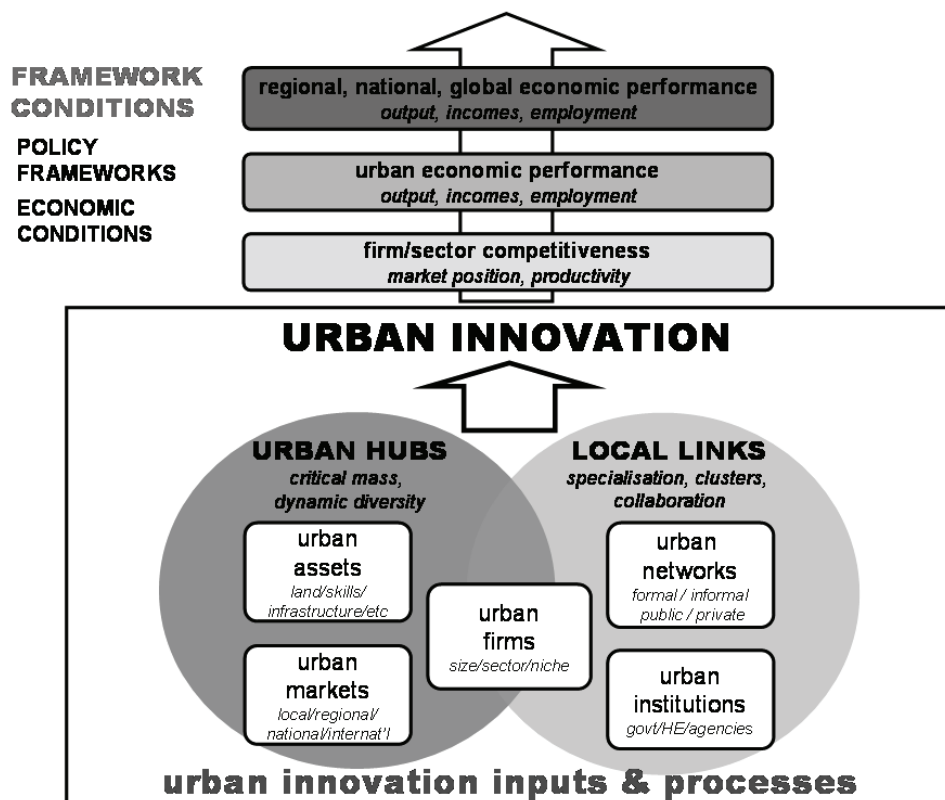 FRAMEWORK
CONDITIONS
POLICY
FRAMEWORKS
ECONOMIC
CONDITIONS
regional, national, global economic performance
output, incomes, employment
urban economic performance
output, incomes, employment
firm/sector competitiveness
market position, productivity
URBAN INNOVATION
URBAN HUBS
critical mass,
dynamic diversity
urban
assets
land/skills/
infrastructure/etc
urban
markets
local/regional/
national/internat'l
urban
firms
size/sector/niche
LOCAL LINKS
specialisation, clusters,
collaboration
urban
networks
formal / informal
public / private
urban
institutions
govt/HE/agencies
urban innovation inputs & processes